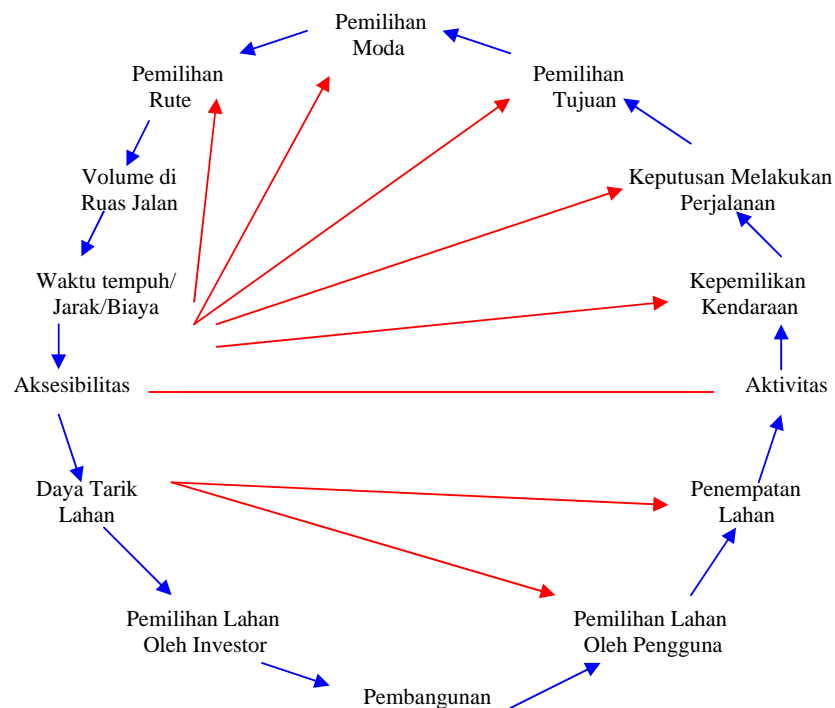 Pemilihan
Moda
Pemilihan
Rute
Pemilihan
Tujuan
Volume di
Ruas Jalan
Keputusan Melakukan
Perjalanan
Waktu tempuh/
Jarak/Biaya
Kepemilikan
Kendaraan
Aksesibilitas
Aktivitas
Daya Tarik
Lahan
Penempatan
Lahan
Pemilihan Lahan
Oleh Investor
Pemilihan Lahan
Oleh Pengguna
Pembangunan